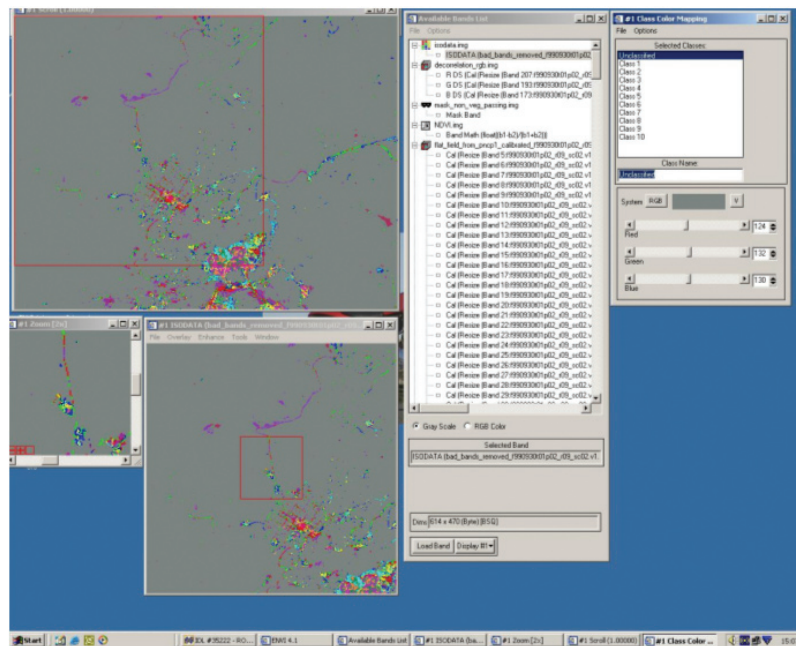 #1 Scroll (1.00000)
Available Bands List
File Options
isodata.img
ISODATA (bad_bands_removed_f990930t01p02_
decorrelation_rgb.img
R DS (Cal (Resize (Band 207:f990930t01p02_r09
G DS (Cal (Resize (Band 193:f990930t01p02_r09
B DS (Cal (Resize (Band 173:f990930t01p02_r09
mask_non_veg_passing.img
Mask Band
NDVI.img
Band Math (float(b1-b2)/(b1+b2))
flat_field_from_pncp1_calibrated_f990930t01p02_r09
Cal (Resize (Band 5:f990930t01p02_r09_sc02.v1
Cal (Resize (Band 6:f990930t01p02_r09_sc02.v1
Cal (Resize (Band 7:f990930t01p02_r09_sc02.v1
Cal (Resize (Band 8:f990930t01p02_r09_sc02.v1
Cal (Resize (Band 9:f990930t01p02_r09_sc02.v1
Cal (Resize (Band 10:f990930t01p02_r09_sc02.v
Cal (Resize (Band 11:f990930t01p02_r09_sc02.v
Cal (Resize (Band 12:f990930t01p02_r09_sc02.v
Cal (Resize (Band 13:f990930t01p02_r09_sc02.v
Cal (Resize (Band 14:f990930t01p02_r09_sc02.v
Cal (Resize (Band 15:f990930t01p02_r09_sc02.v
Cal (Resize (Band 16:f990930t01p02_r09_sc02.v
Cal (Resize (Band 17:f990930t01p02_r09_sc02.v
Cal (Resize (Band 18:f990930t01p02_r09_sc02.v
Cal (Resize (Band 19:f990930t01p02_r09_sc02.v
Cal (Resize (Band 20:f990930t01p02_r09_sc02.v
Cal (Resize (Band 21:f990930t01p02_r09_sc02.v
Cal (Resize (Band 22:f990930t01p02_r09_sc02.v
Cal (Resize (Band 23:f990930t01p02_r09_sc02.v
Cal (Resize (Band 24:f990930t01p02_r09_sc02.v
Cal (Resize (Band 25:f990930t01p02_r09_sc02.v
Cal (Resize (Band 26:f990930t01p02_r09_sc02.v
Cal (Resize (Band 27:f990930t01p02_r09_sc02.v
Cal (Resize (Band 28:f990930t01p02_r09_sc02.v
Cal (Resize (Band 29:f990930t01p02_r09_sc02.v
Gray Scale RGB Color
Selected Band
ISODATA (bad_bands_removed_f990930t01p02_r09_sc02.v1.
Dims 614 x 470 (Byte) [BSQ]
Load Band Display #1
#1 Class Color Mapping
File Options
Selected Classes:
Unclassified
Class 1
Class 2
Class 3
Class 4
Class 5
Class 6
Class 7
Class 8
Class 9
Class 10
Class Name
Unclassified
System RGB V
124
Red
132
Green
130
Blue
#1 Zoom [2x]
#1 ISODATA (bad_bands_removed_f990930t01p02_r09_
File Overlay Enhance Tools Window
Start IDL #35222 - RO... ENVI 4.1 Available Bands List #1 ISODATA (ba... #1 Zoom [2x] #1 Scroll (1.00000) #1 Class Color ... 15:0